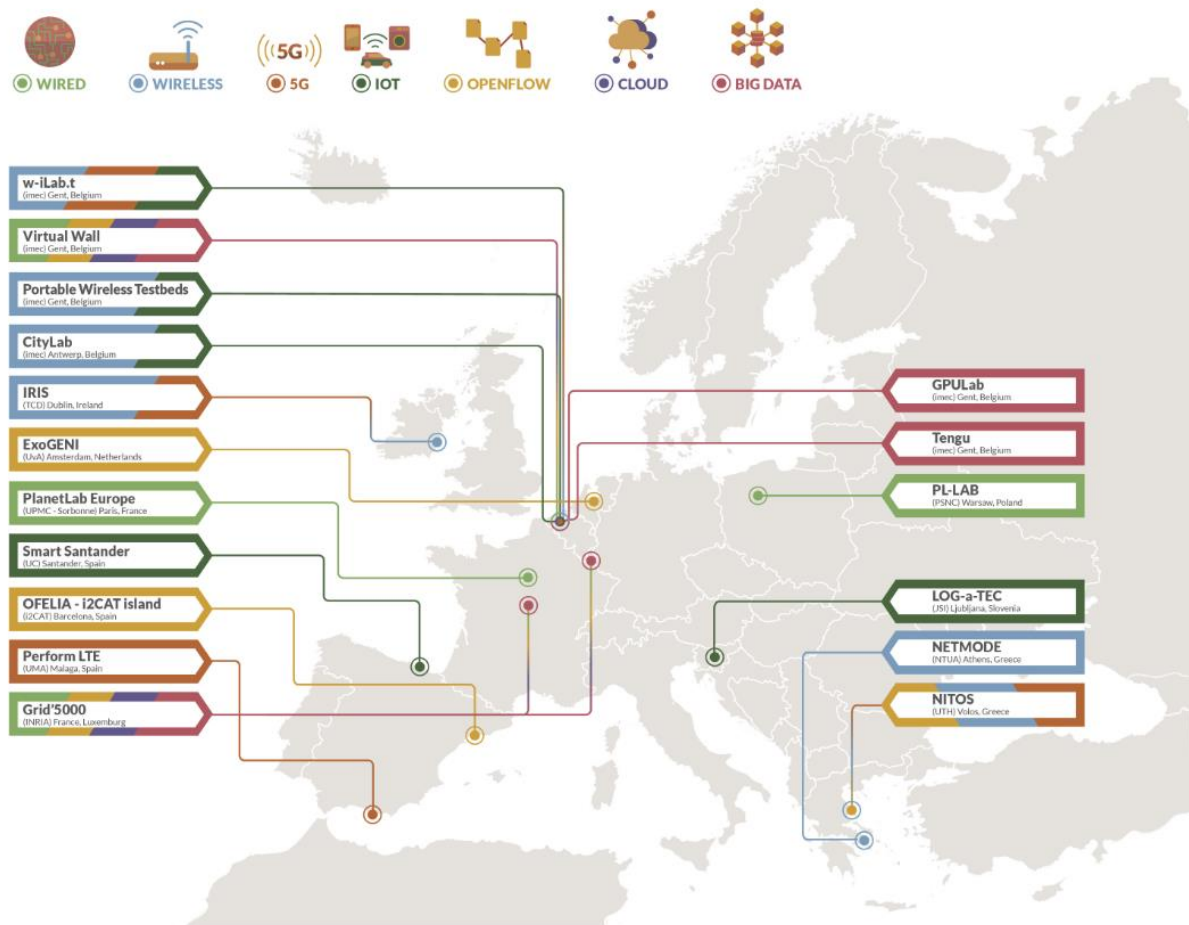 5G
WIRED
WIRELESS
5G
IOT
OPENFLOW
CLOUD
BIG DATA
w-iLab.t
(imec) Gent, Belgium
Virtual Wall
(imec) Gent, Belgium
Portable Wireless Testbeds
(imec) Gent, Belgium
CityLab
(imec) Antwerp, Belgium
IRIS
(TCD) Dublin, Ireland
ExoGENI
(UvA) Amsterdam, Netherlands
PlanetLab Europe
(UPMC - Sorbonne) Paris, France
Smart Santander
(UC) Santander, Spain
OFELIA - i2CAT island
(i2CAT) Barcelona, Spain
Perform LTE
(UMA) Malaga, Spain
Grid'5000
(INRIA) France, Luxemburg
GPULab
(imec) Gent, Belgium
Tengu
(imec) Gent, Belgium
PL-LAB
(PSNC) Warsaw, Poland
LOG-a-TEC
(JSI) Ljubljana, Slovenia
NETMODE
(NTUA) Athens, Greece
NITOS
(UTH) Volos, Greece